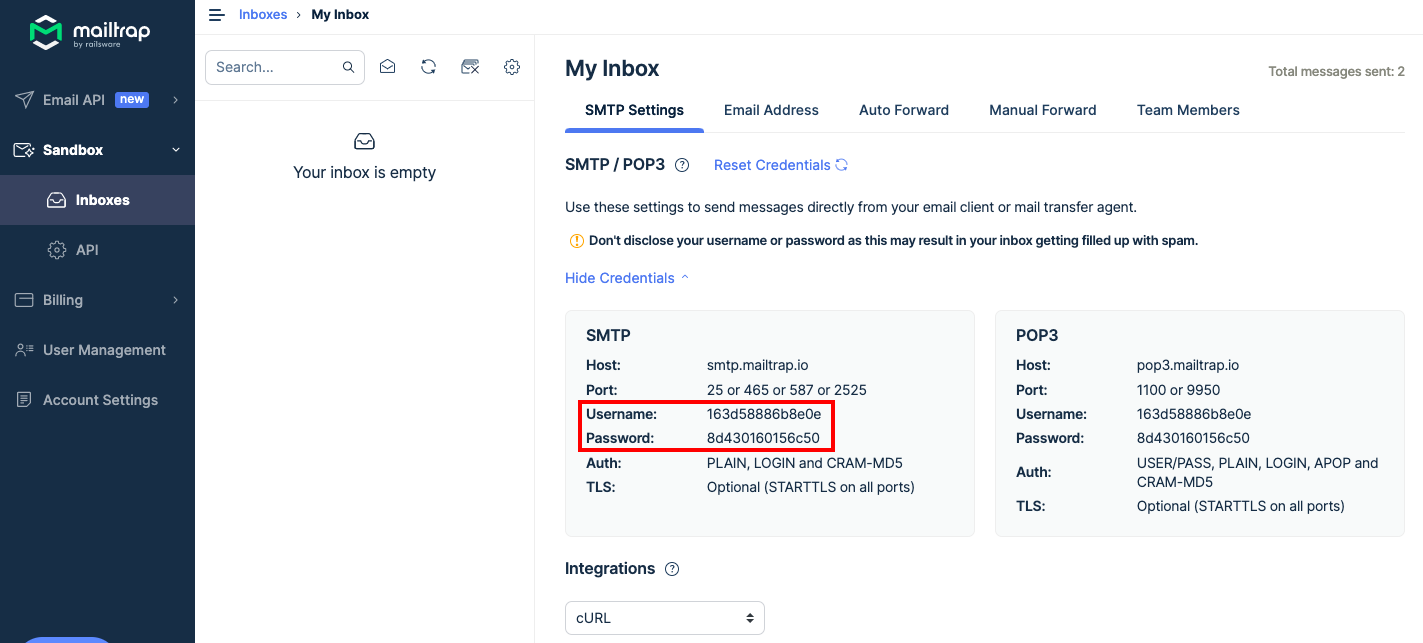 mailtrap
by railsware
Email API new
Sandbox
Inboxes
API
Billing
User Management
Account Settings
Inboxes › My Inbox
Search...
Your inbox is empty
My Inbox
Total messages sent: 2
SMTP Settings Email Address Auto Forward Manual Forward Team Members
SMTP / POP3 ? Reset Credentials
Use these settings to send messages directly from your email client or mail transfer agent.
Don't disclose your username or password as this may result in your inbox getting filled up with spam.
Hide Credentials
SMTP
Host: smtp.mailtrap.io
Port: 25 or 465 or 587 or 2525
Username: 163d58886b8e0e
Password: 8d430160156c50
Auth: PLAIN, LOGIN and CRAM-MD5
TLS: Optional (STARTTLS on all ports)
POP3
Host: pop3.mailtrap.io
Port: 1100 or 9950
Username: 163d58886b8e0e
Password: 8d430160156c50
Auth: USER/PASS, PLAIN, LOGIN, APOP and
CRAM-MD5
TLS: Optional (STARTTLS on all ports)
Integrations ?
cURL